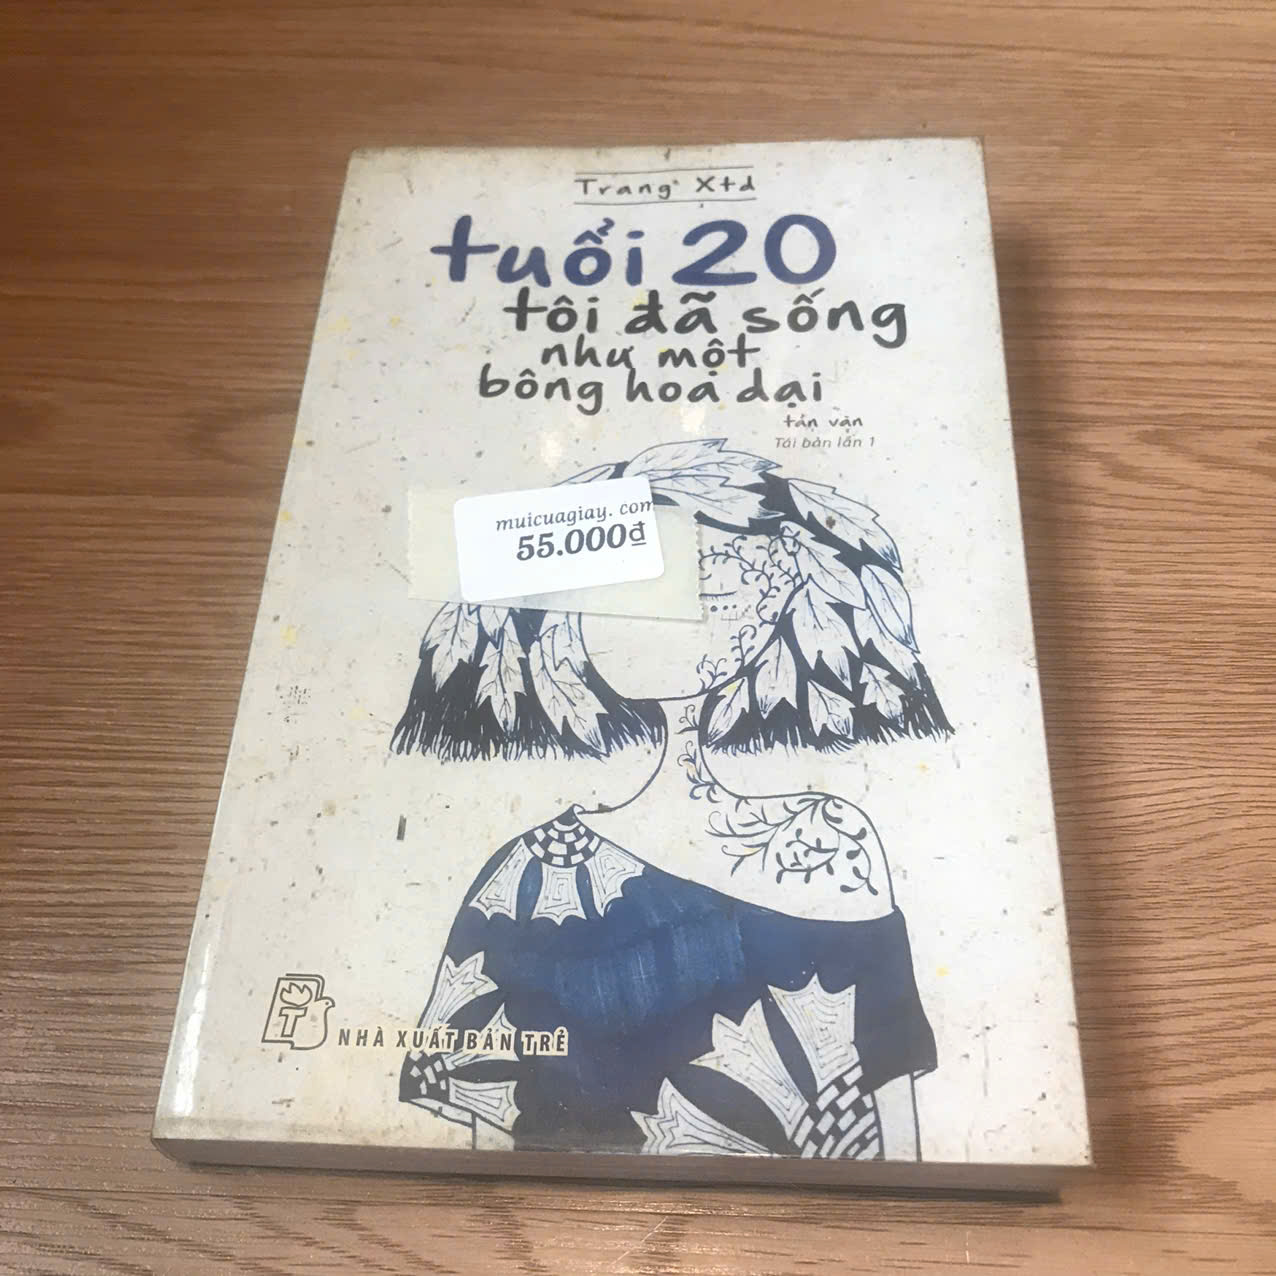 Trang Xtd
tuổi 20
tôi đã sống
như một
bông hoa dại
tản văn
Tái bản lần 1
muicuagiay. com
55.000đ
NHÀ XUẤT BẢN TRẺ